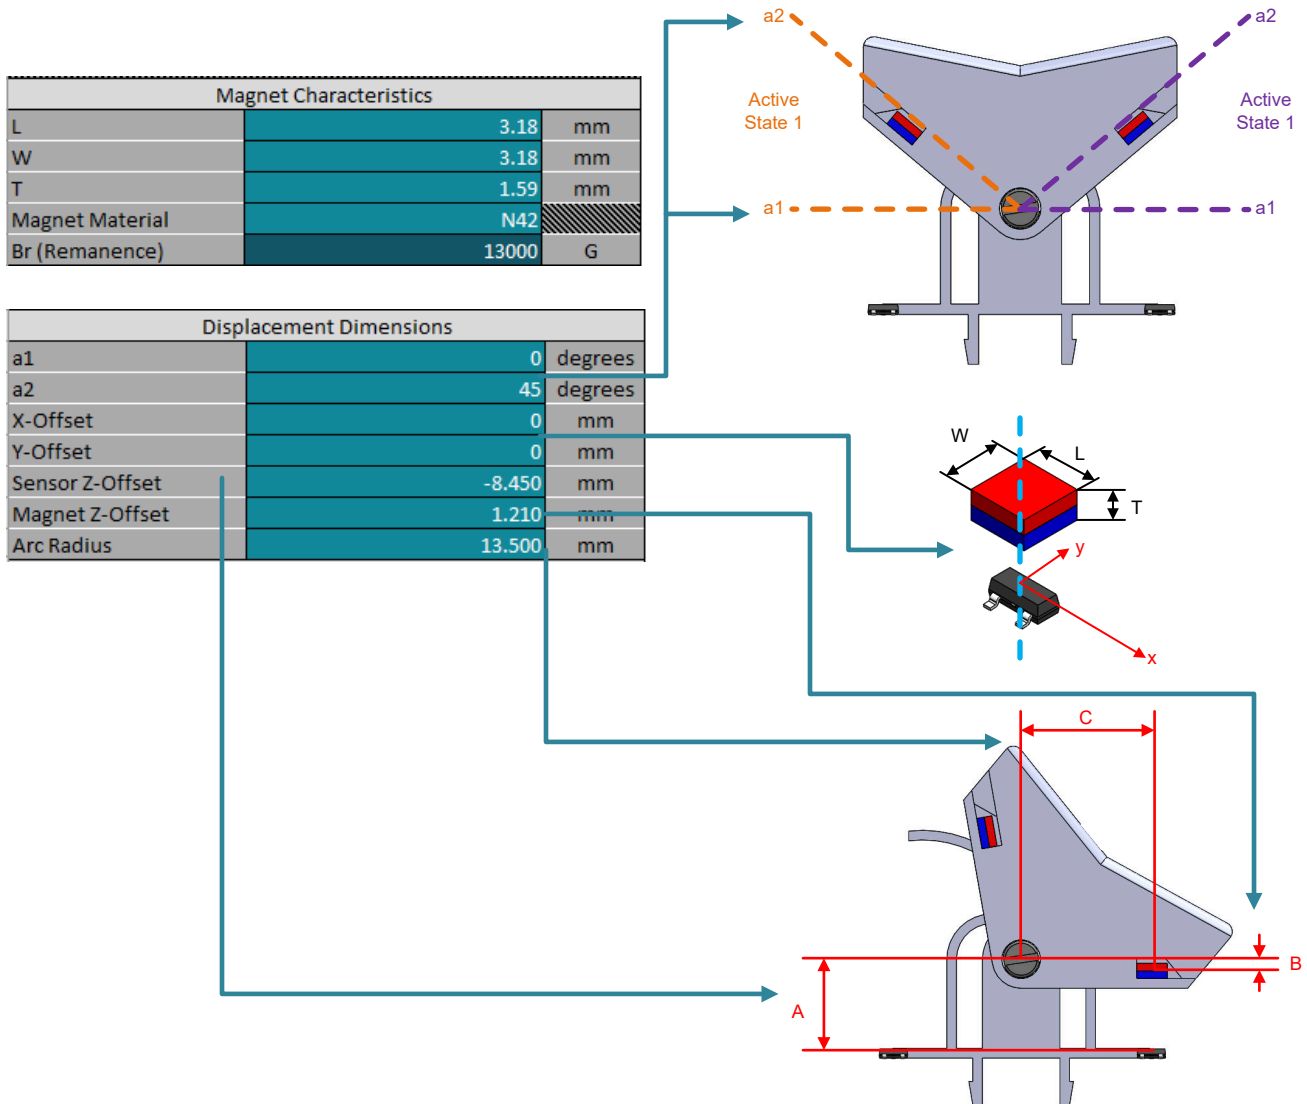 Magnet Characteristics
L 3.18 mm
W 3.18 mm
T 1.59 mm
Magnet Material N42
Br (Remanence) 13000 G
Displacement Dimensions
a1 0 degrees
a2 45 degrees
X-Offset 0 mm
Y-Offset 0 mm
Sensor Z-Offset -8.450 mm
Magnet Z-Offset 1.210 mm
Arc Radius 13.500 mm
a2
a2
Active
State 1
Active
State 1
a1
a1
W
L
T
y
x
C
B
A